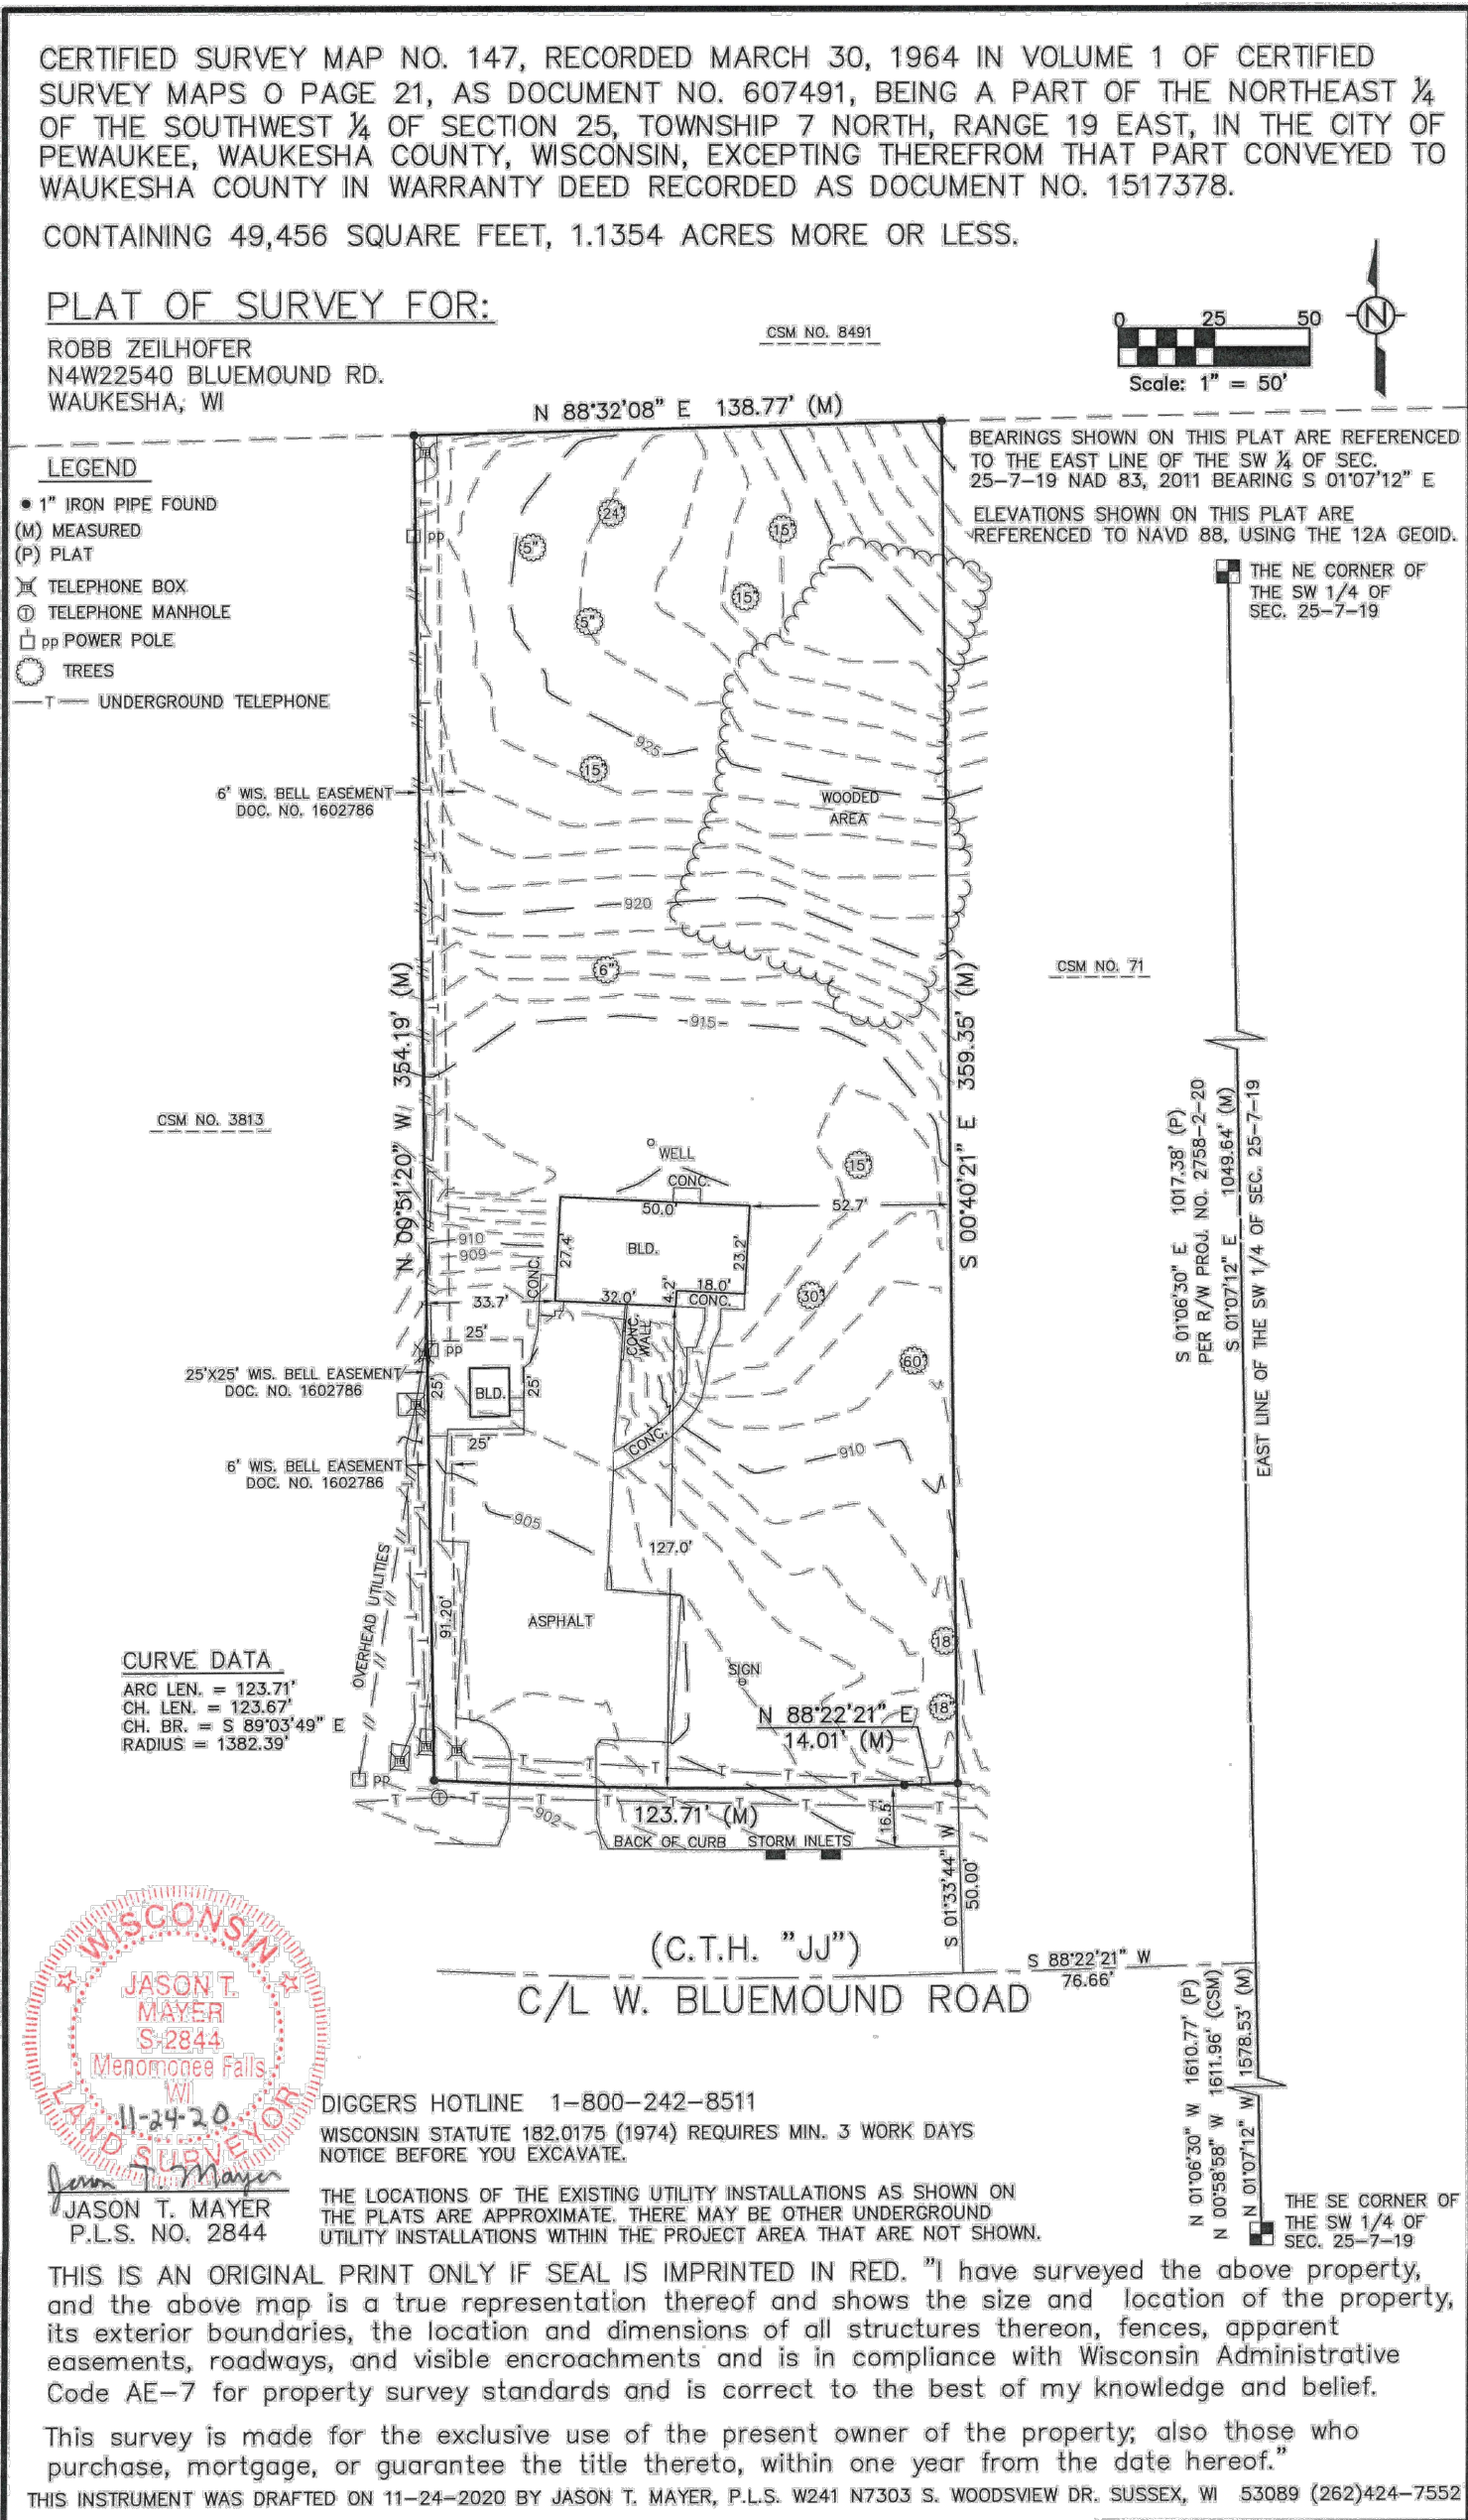 CERTIFIED SURVEY MAP NO. 147, RECORDED MARCH 30, 1964 IN VOLUME 1 OF CERTIFIED
SURVEY MAPS O PAGE 21, AS DOCUMENT NO. 607491, BEING A PART OF THE NORTHEAST ¼
OF THE SOUTHWEST ¼ OF SECTION 25, TOWNSHIP 7 NORTH, RANGE 19 EAST, IN THE CITY OF
PEWAUKEE, WAUKESHA COUNTY, WISCONSIN, EXCEPTING THEREFROM THAT PART CONVEYED TO
WAUKESHA COUNTY IN WARRANTY DEED RECORDED AS DOCUMENT NO. 1517378.
CONTAINING 49,456 SQUARE FEET, 1.1354 ACRES MORE OR LESS.
PLAT OF SURVEY FOR:
ROBB ZEILHOFER
N4W22540 BLUEMOUND RD.
WAUKESHA, WI
CSM NO. 8491
0 25 50
Scale: 1" = 50'
N
N 88°32'08" E 138.77' (M)
BEARINGS SHOWN ON THIS PLAT ARE REFERENCED
TO THE EAST LINE OF THE SW ¼ OF SEC.
25-7-19 NAD 83, 2011 BEARING S 01°07'12" E
ELEVATIONS SHOWN ON THIS PLAT ARE
REFERENCED TO NAVD 88, USING THE 12A GEOID.
LEGEND
1" IRON PIPE FOUND
(M) MEASURED
(P) PLAT
TELEPHONE BOX
Ⓣ TELEPHONE MANHOLE
pp POWER POLE
TREES
—T— UNDERGROUND TELEPHONE
THE NE CORNER OF
THE SW 1/4 OF
SEC. 25-7-19
pp
24"
5"
15"
15"
5"
925
15"
6' WIS. BELL EASEMENT
DOC. NO. 1602786
WOODED
AREA
920
6"
915
CSM NO. 71
N 00°51'20" W 354.19' (M)
S 00°40'21" E 359.35' (M)
CSM NO. 3813
S 01°06'30" E 1017.38' (P)
PER R/W PROJ. NO. 2758-2-20
S 01°07'12" E 1049.64' (M)
EAST LINE OF THE SW 1/4 OF SEC. 25-7-19
WELL
CONC.
15"
50.0'
52.7'
BLD.
27.4'
23.2'
910
909
CONC.
33.7'
32.0'
4.2'
18.0'
CONC.
30"
CONC.
WALL
25'
pp
60"
25'X25' WIS. BELL EASEMENT
DOC. NO. 1602786
25'
BLD.
25'
25'
CONC.
910
6' WIS. BELL EASEMENT
DOC. NO. 1602786
905
127.0'
OVERHEAD UTILITIES
91.20'
ASPHALT
SIGN
18"
18"
CURVE DATA
ARC LEN. = 123.71'
CH. LEN. = 123.67'
CH. BR. = S 89°03'49" E
RADIUS = 1382.39'
N 88°22'21" E
14.01' (M)
pp
902
123.71' (M)
16.5'
BACK OF CURB STORM INLETS
S 01°33'44" W
50.00'
(C.T.H. "JJ")
C/L W. BLUEMOUND ROAD
S 88°22'21" W
76.66'
N 01°06'30" W 1610.77' (P)
N 00°58'58" W 1611.96' (CSM)
N 01°07'12" W 1578.53' (M)
WISCONSIN
JASON T.
MAYER
S-2844
Menomonee Falls
WI
11-24-20
LAND SURVEYOR
Jason T. Mayer
JASON T. MAYER
P.L.S. NO. 2844
DIGGERS HOTLINE 1-800-242-8511
WISCONSIN STATUTE 182.0175 (1974) REQUIRES MIN. 3 WORK DAYS
NOTICE BEFORE YOU EXCAVATE.
THE LOCATIONS OF THE EXISTING UTILITY INSTALLATIONS AS SHOWN ON
THE PLATS ARE APPROXIMATE. THERE MAY BE OTHER UNDERGROUND
UTILITY INSTALLATIONS WITHIN THE PROJECT AREA THAT ARE NOT SHOWN.
THE SE CORNER OF
THE SW 1/4 OF
SEC. 25-7-19
THIS IS AN ORIGINAL PRINT ONLY IF SEAL IS IMPRINTED IN RED. "I have surveyed the above property,
and the above map is a true representation thereof and shows the size and location of the property,
its exterior boundaries, the location and dimensions of all structures thereon, fences, apparent
easements, roadways, and visible encroachments and is in compliance with Wisconsin Administrative
Code AE-7 for property survey standards and is correct to the best of my knowledge and belief.
This survey is made for the exclusive use of the present owner of the property; also those who
purchase, mortgage, or guarantee the title thereto, within one year from the date hereof."
THIS INSTRUMENT WAS DRAFTED ON 11-24-2020 BY JASON T. MAYER, P.L.S. W241 N7303 S. WOODSVIEW DR. SUSSEX, WI 53089 (262)424-7552